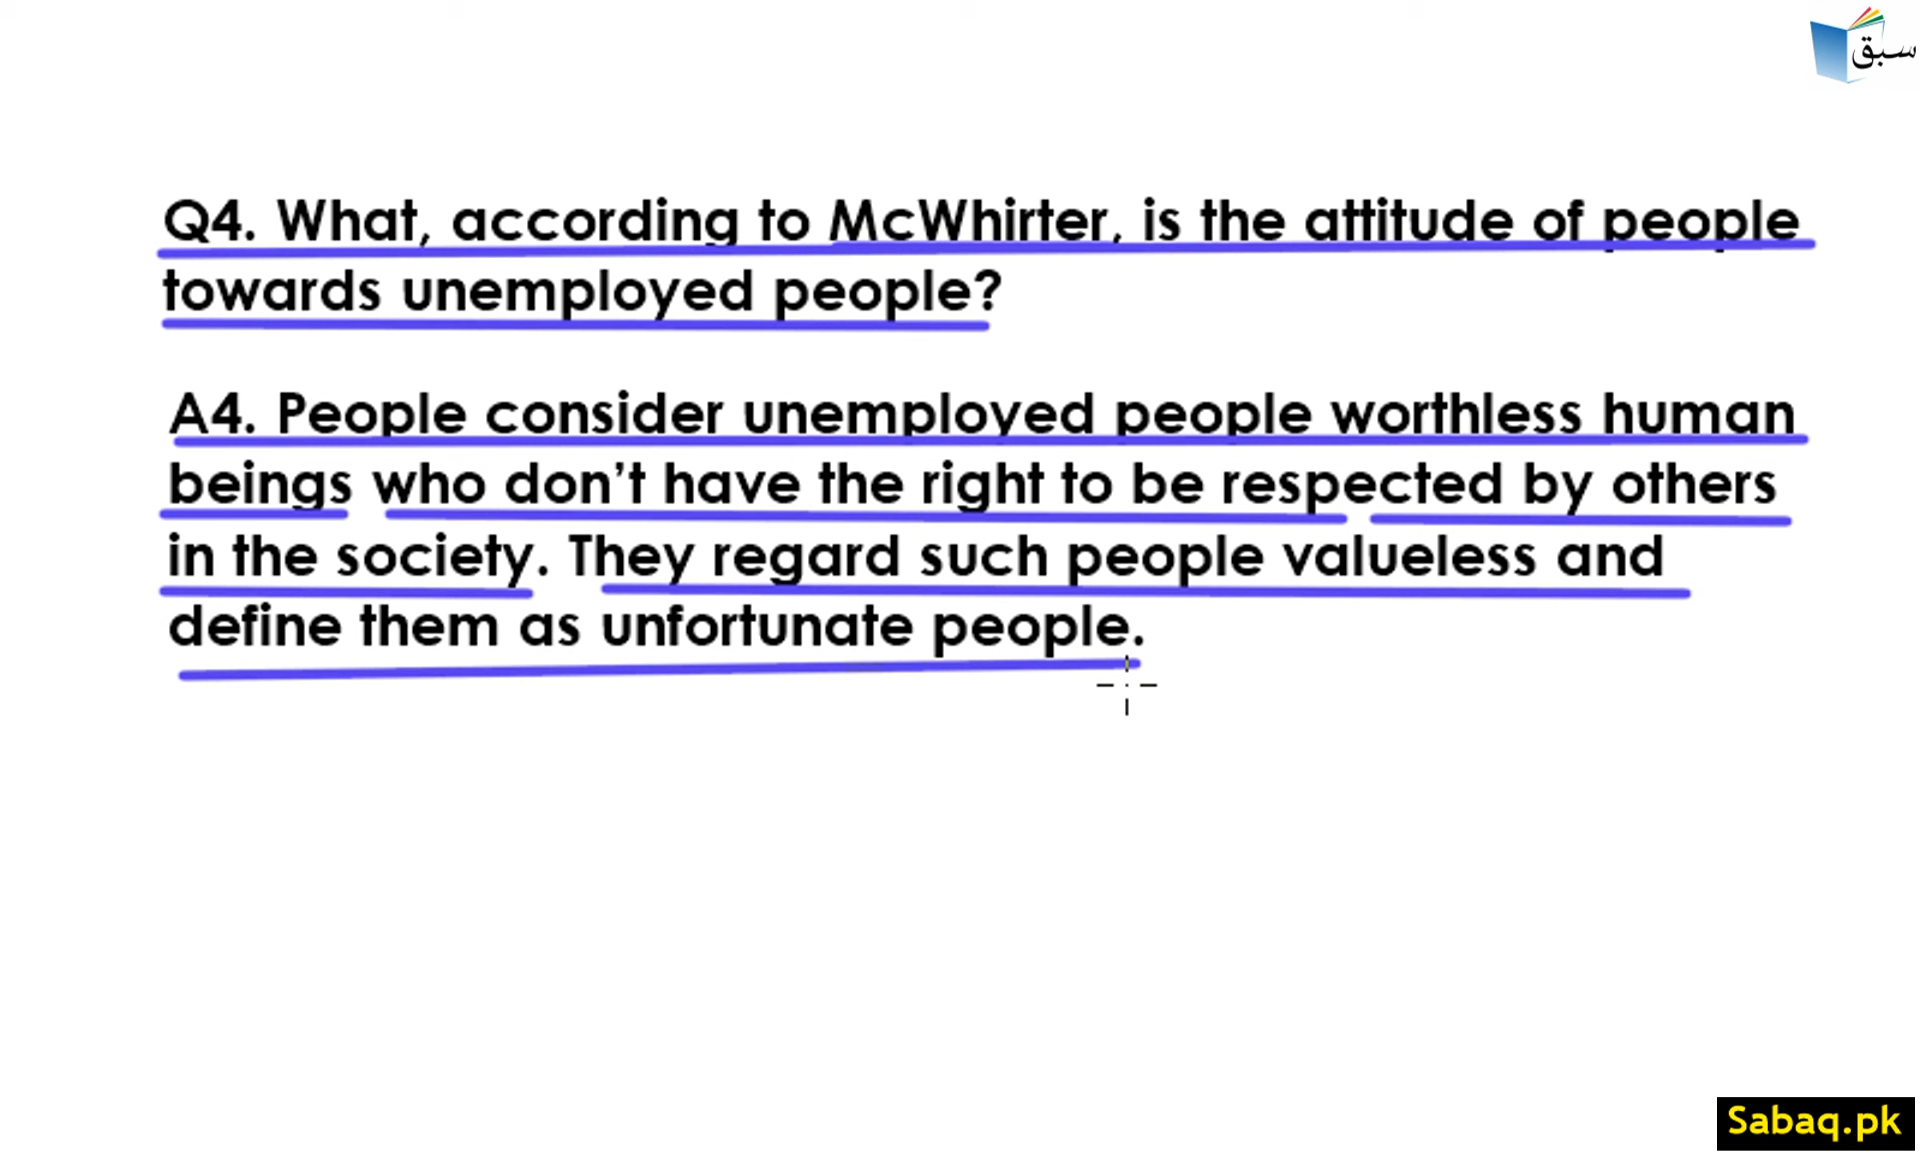 سبق
Q4. What, according to McWhirter, is the attitude of people
towards unemployed people?
A4. People consider unemployed people worthless human
beings who don’t have the right to be respected by others
in the society. They regard such people valueless and
define them as unfortunate people.
Sabaq.pk